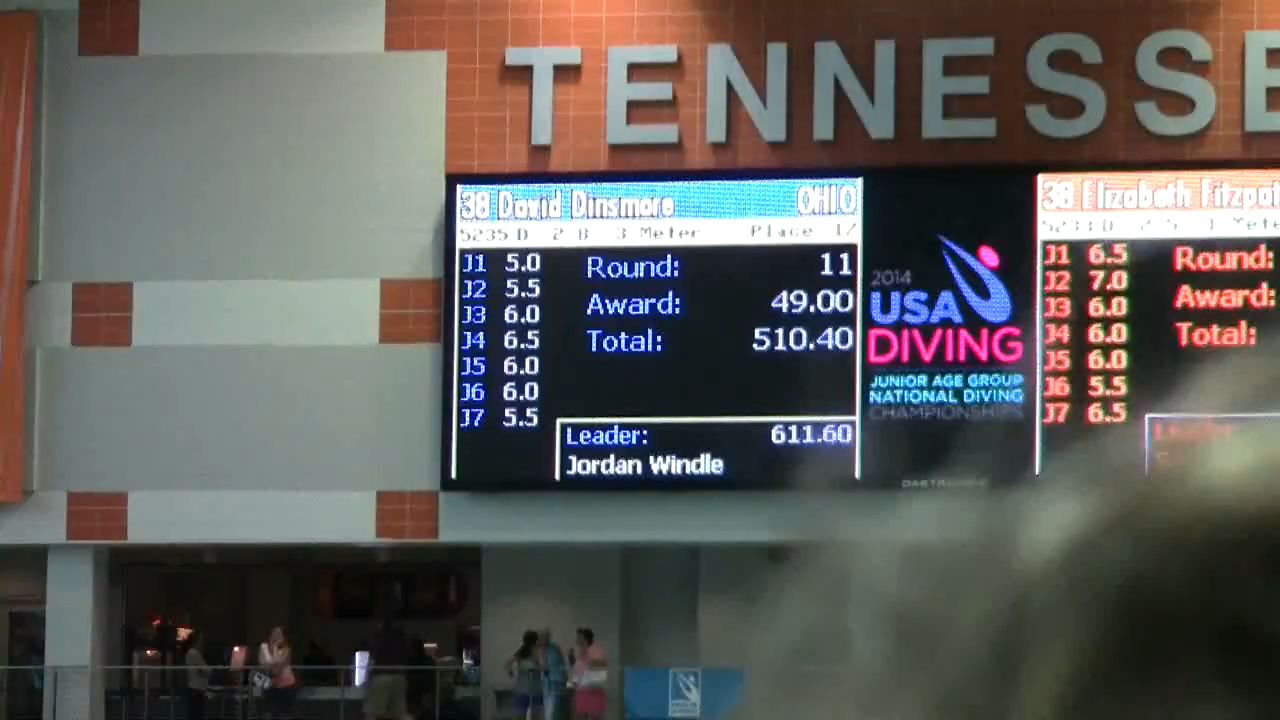 TENNESSE
38 David Dinsmore OHIO
5235 D 2.8 3 Meter Place 17
J1 5.0
J2 5.5
J3 6.0
J4 6.5
J5 6.0
J6 6.0
J7 5.5
Round: 11
Award: 49.00
Total: 510.40
Leader: 611.60
Jordan Windle
2014
USA
DIVING
JUNIOR AGE GROUP
NATIONAL DIVING
CHAMPIONSHIPS
38 Elizabeth Fitzpat
J1 6.5
J2 7.0
J3 6.0
J4 6.0
J5 6.0
J6 5.5
J7 6.5
Round:
Award:
Total: